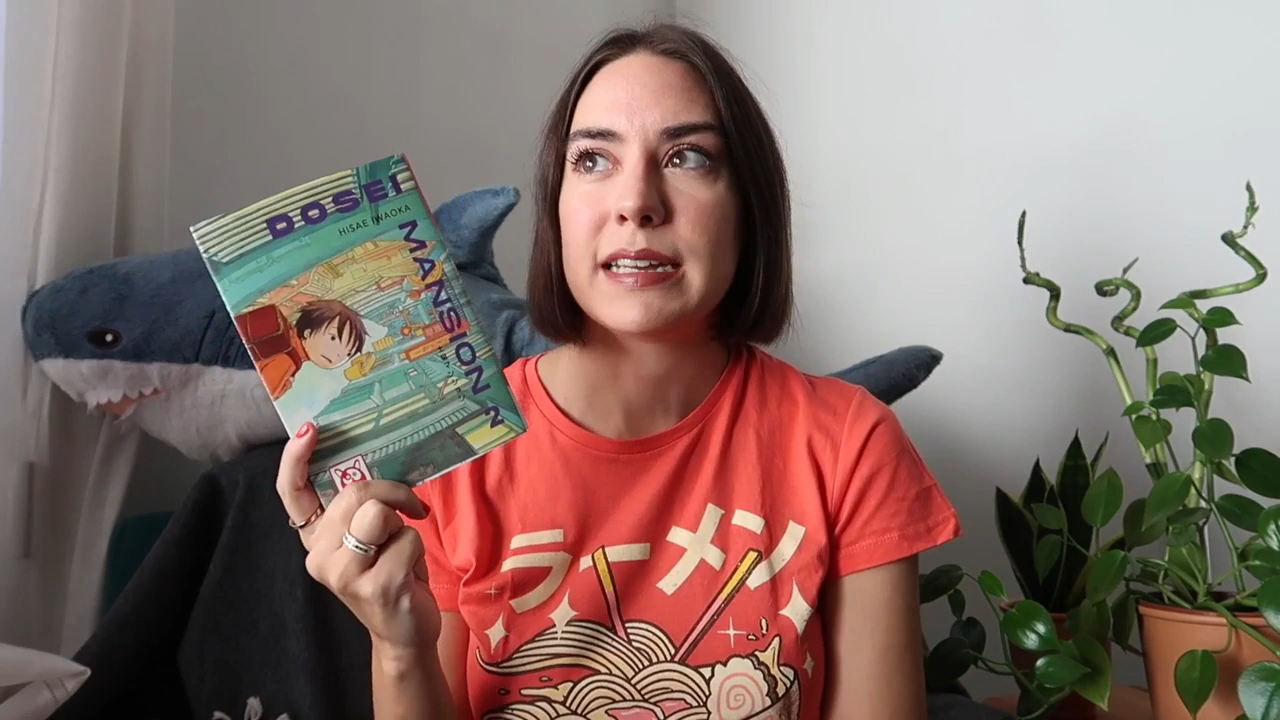 DOSEI
HISAE IWAOKA
MANSION 2
ラーメン